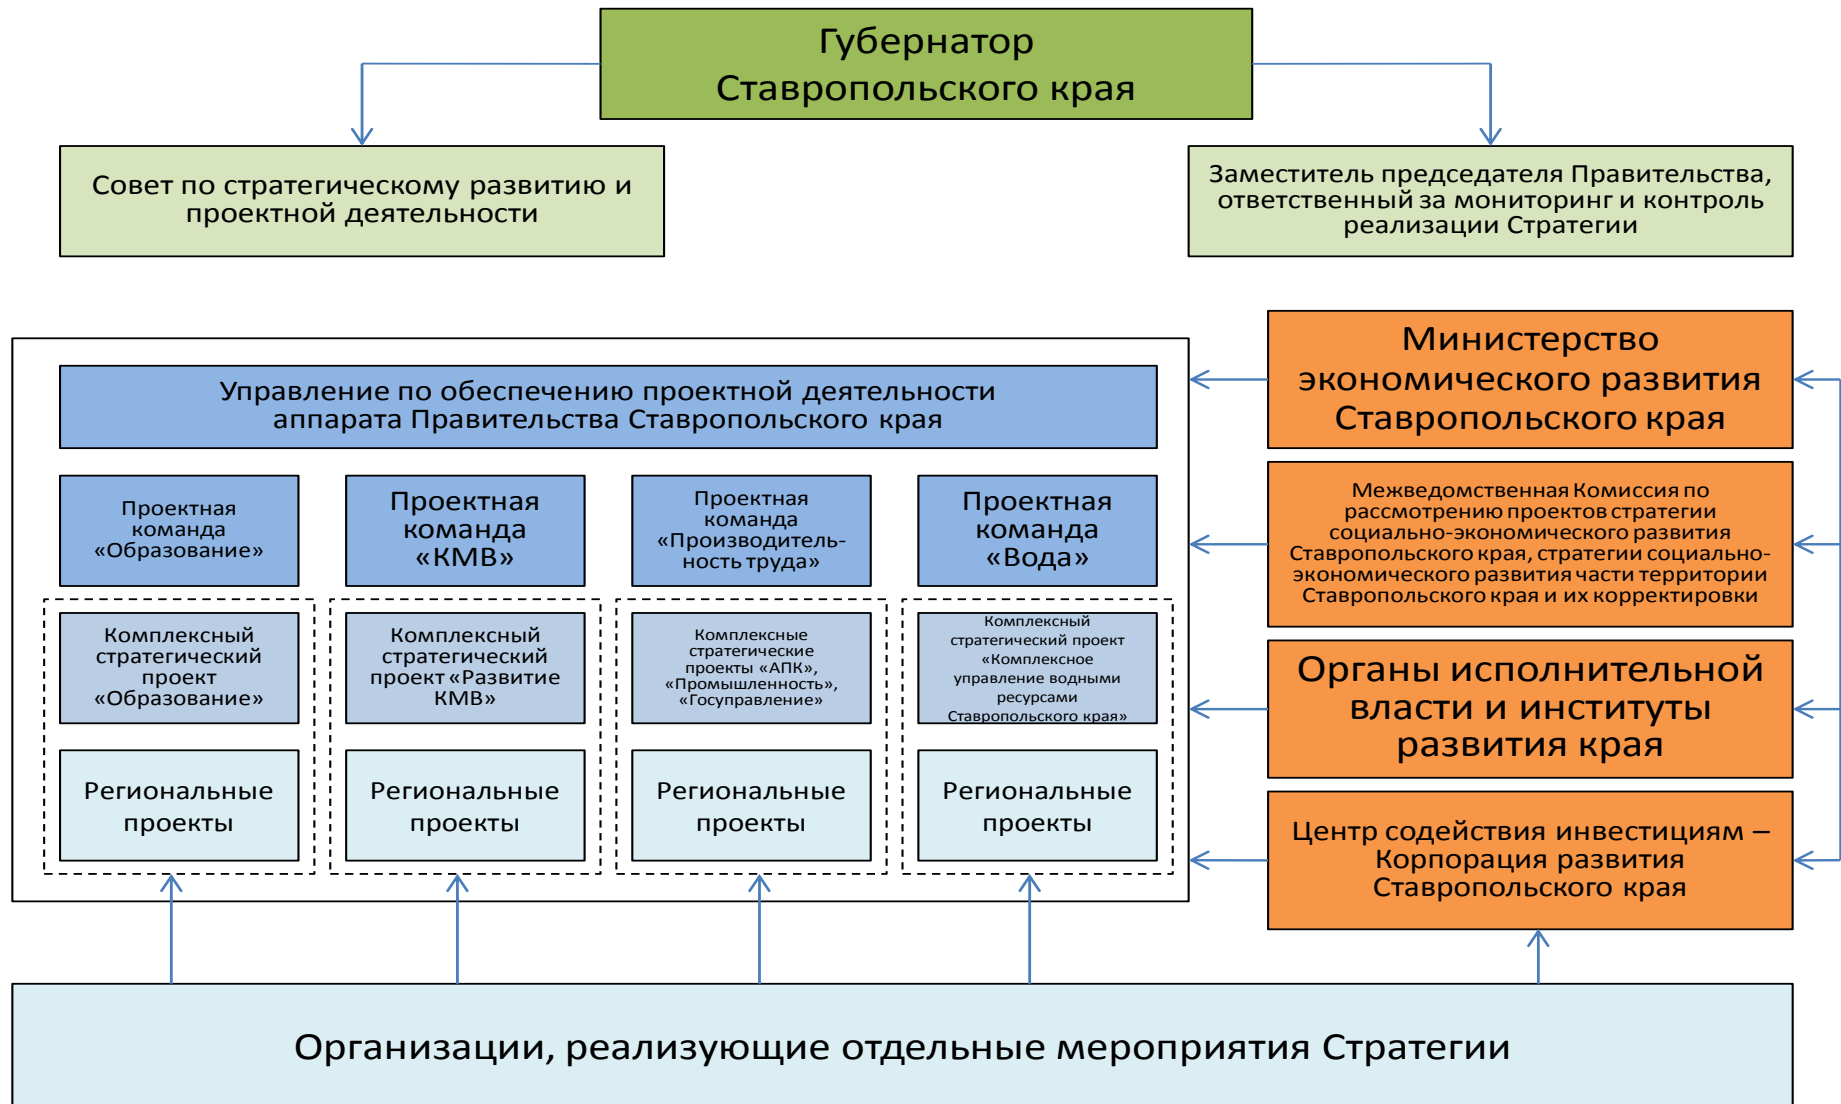 Губернатор
Ставропольского края
Совет по стратегическому развитию и
проектной деятельности
Заместитель председателя Правительства,
ответственный за мониторинг и контроль
реализации Стратегии
Управление по обеспечению проектной деятельности
аппарата Правительства Ставропольского края
Проектная
команда
«Образование»
Проектная
команда
«КМВ»
Проектная
команда
«Производитель-
ность труда»
Проектная
команда
«Вода»
Комплексный
стратегический
проект
«Образование»
Комплексный
стратегический
проект «Развитие
КМВ»
Комплексные
стратегические
проекты «АПК»,
«Промышленность»,
«Госуправление»
Комплексный
стратегический проект
«Комплексное
управление водными
ресурсами
Ставропольского края»
Региональные
проекты
Региональные
проекты
Региональные
проекты
Региональные
проекты
Министерство
экономического развития
Ставропольского края
Межведомственная Комиссия по
рассмотрению проектов стратегии
социально-экономического развития
Ставропольского края, стратегии социально-
экономического развития части территории
Ставропольского края и их корректировки
Органы исполнительной
власти и институты
развития края
Центр содействия инвестициям –
Корпорация развития
Ставропольского края
Организации, реализующие отдельные мероприятия Стратегии